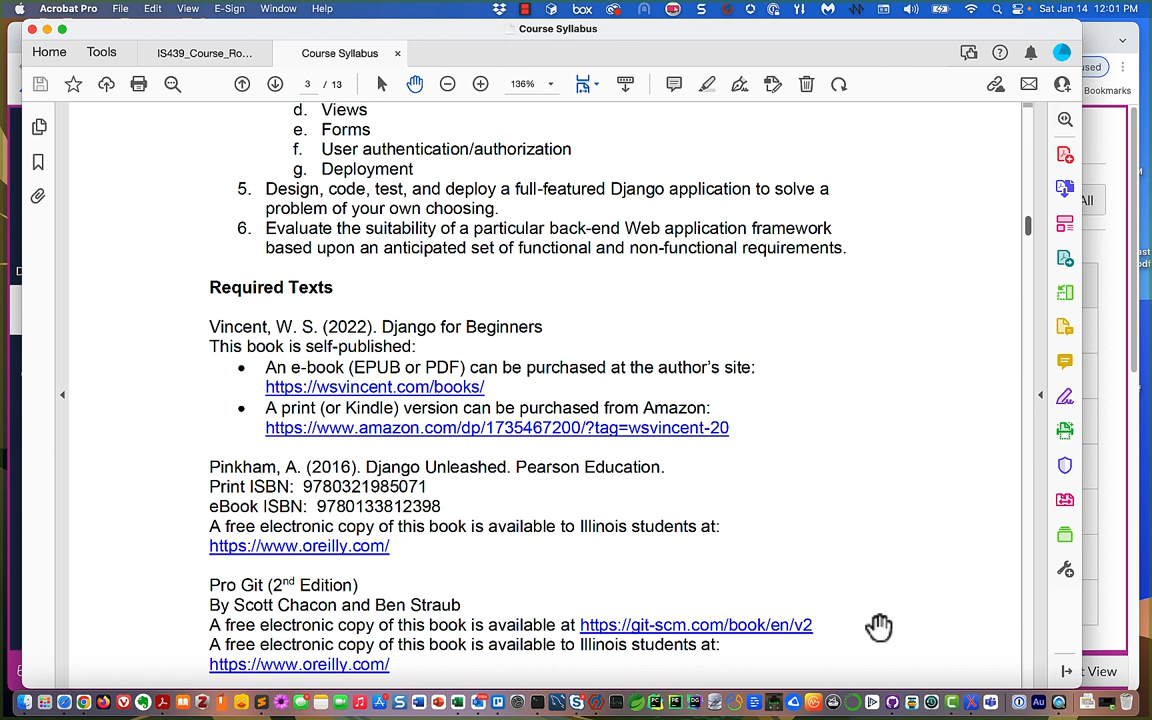 Acrobat Pro File Edit View E-Sign Window Help box Sat Jan 14 12:01 PM
Course Syllabus
Home Tools IS439_Course_Ro... Course Syllabus ×
3 / 13 136%
Bookmarks
d. Views
e. Forms
f. User authentication/authorization
g. Deployment
5. Design, code, test, and deploy a full-featured Django application to solve a
problem of your own choosing.
6. Evaluate the suitability of a particular back-end Web application framework
based upon an anticipated set of functional and non-functional requirements.
Required Texts
Vincent, W. S. (2022). Django for Beginners
This book is self-published:
• An e-book (EPUB or PDF) can be purchased at the author's site:
https://wsvincent.com/books/
• A print (or Kindle) version can be purchased from Amazon:
https://www.amazon.com/dp/1735467200/?tag=wsvincent-20
Pinkham, A. (2016). Django Unleashed. Pearson Education.
Print ISBN: 9780321985071
eBook ISBN: 9780133812398
A free electronic copy of this book is available to Illinois students at:
https://www.oreilly.com/
Pro Git (2nd Edition)
By Scott Chacon and Ben Straub
A free electronic copy of this book is available at https://git-scm.com/book/en/v2
A free electronic copy of this book is available to Illinois students at:
https://www.oreilly.com/
View